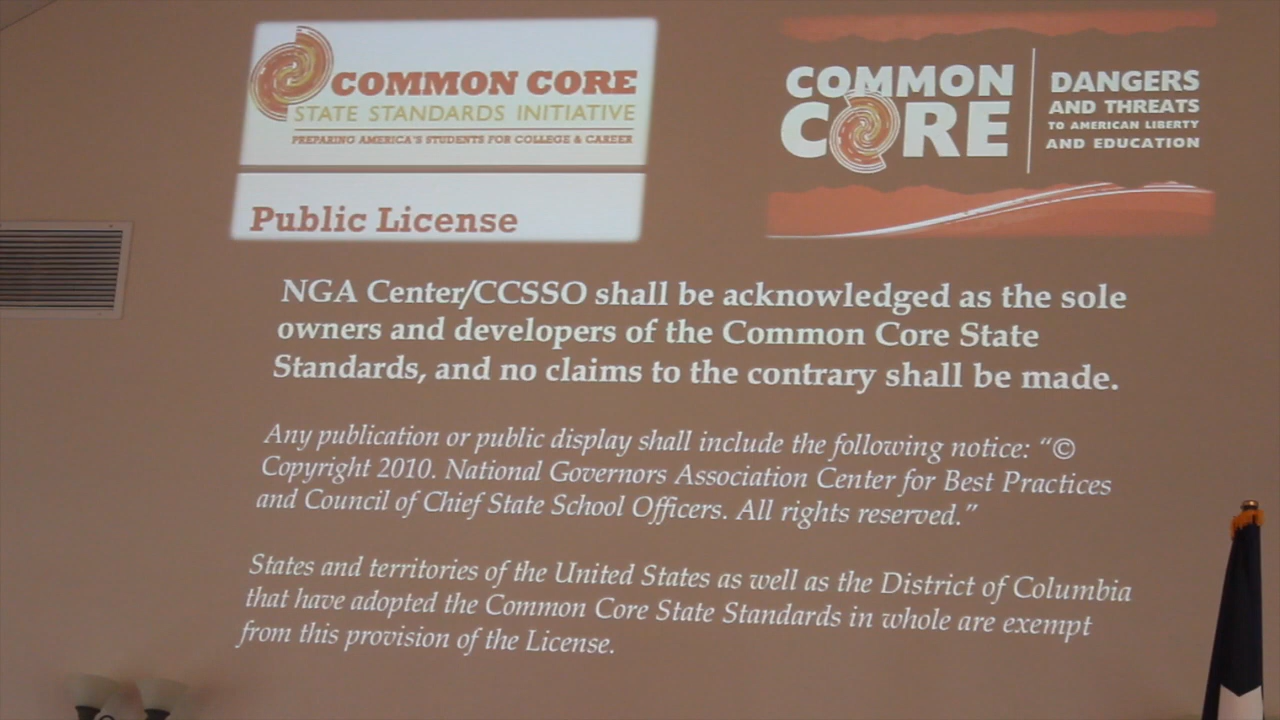 COMMON CORE
STATE STANDARDS INITIATIVE
PREPARING AMERICA'S STUDENTS FOR COLLEGE & CAREER
Public License
COMMON
CORE
DANGERS
AND THREATS
TO AMERICAN LIBERTY
AND EDUCATION
NGA Center/CCSSO shall be acknowledged as the sole
owners and developers of the Common Core State
Standards, and no claims to the contrary shall be made.
Any publication or public display shall include the following notice: “©
Copyright 2010. National Governors Association Center for Best Practices
and Council of Chief State School Officers. All rights reserved.”
States and territories of the United States as well as the District of Columbia
that have adopted the Common Core State Standards in whole are exempt
from this provision of the License.